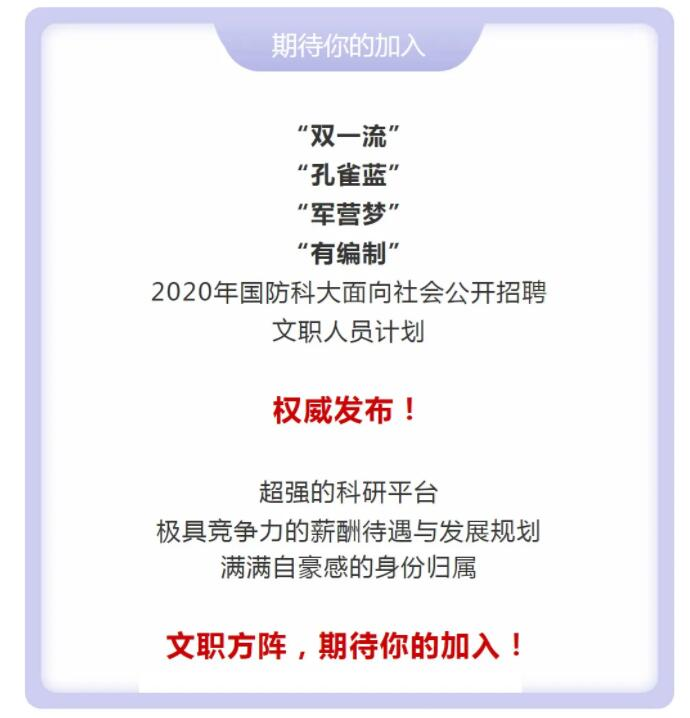 期待你的加入
“双一流”
“孔雀蓝”
“军营梦”
“有编制”
2020年国防科大面向社会公开招聘
文职人员计划
权威发布！
超强的科研平台
极具竞争力的薪酬待遇与发展规划
满满自豪感的身份归属
文职方阵，期待你的加入！